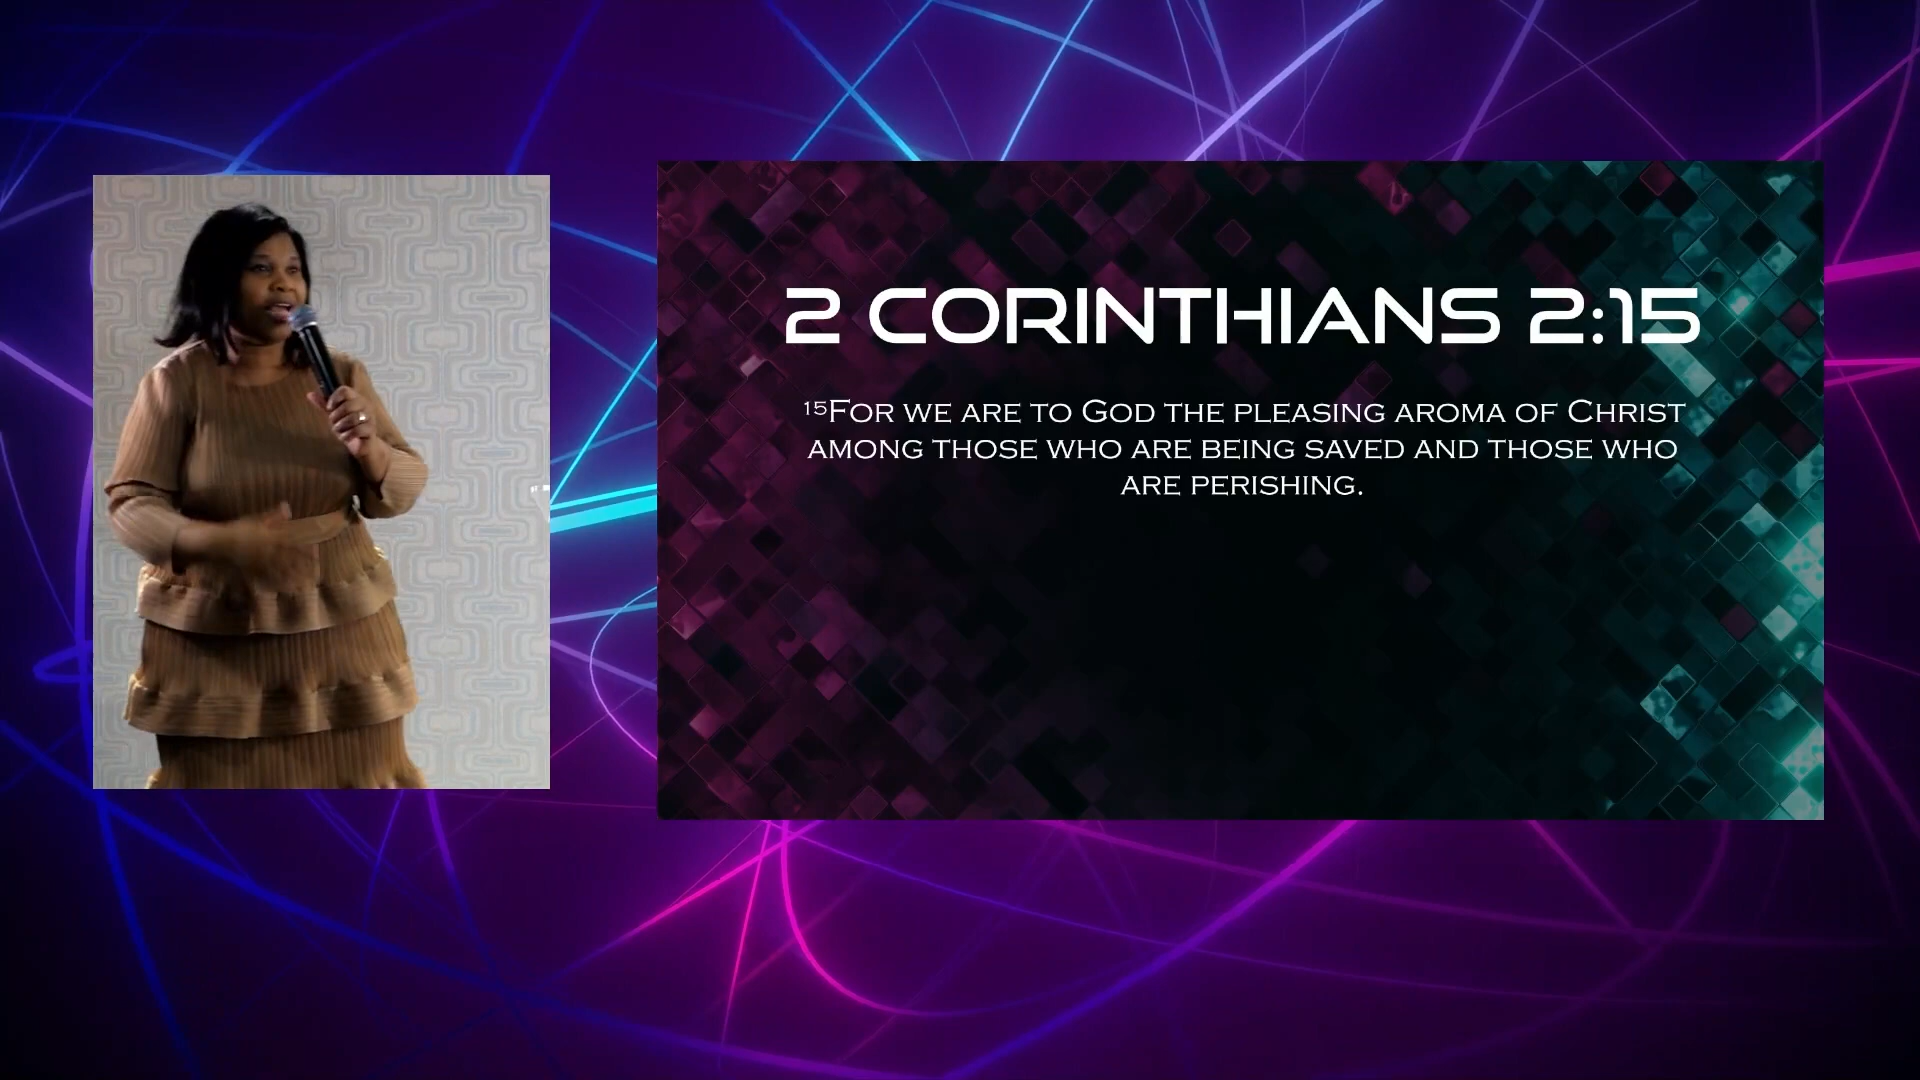 2 CORINTHIANS 2:15
¹⁵FOR WE ARE TO GOD THE PLEASING AROMA OF CHRIST
AMONG THOSE WHO ARE BEING SAVED AND THOSE WHO
ARE PERISHING.